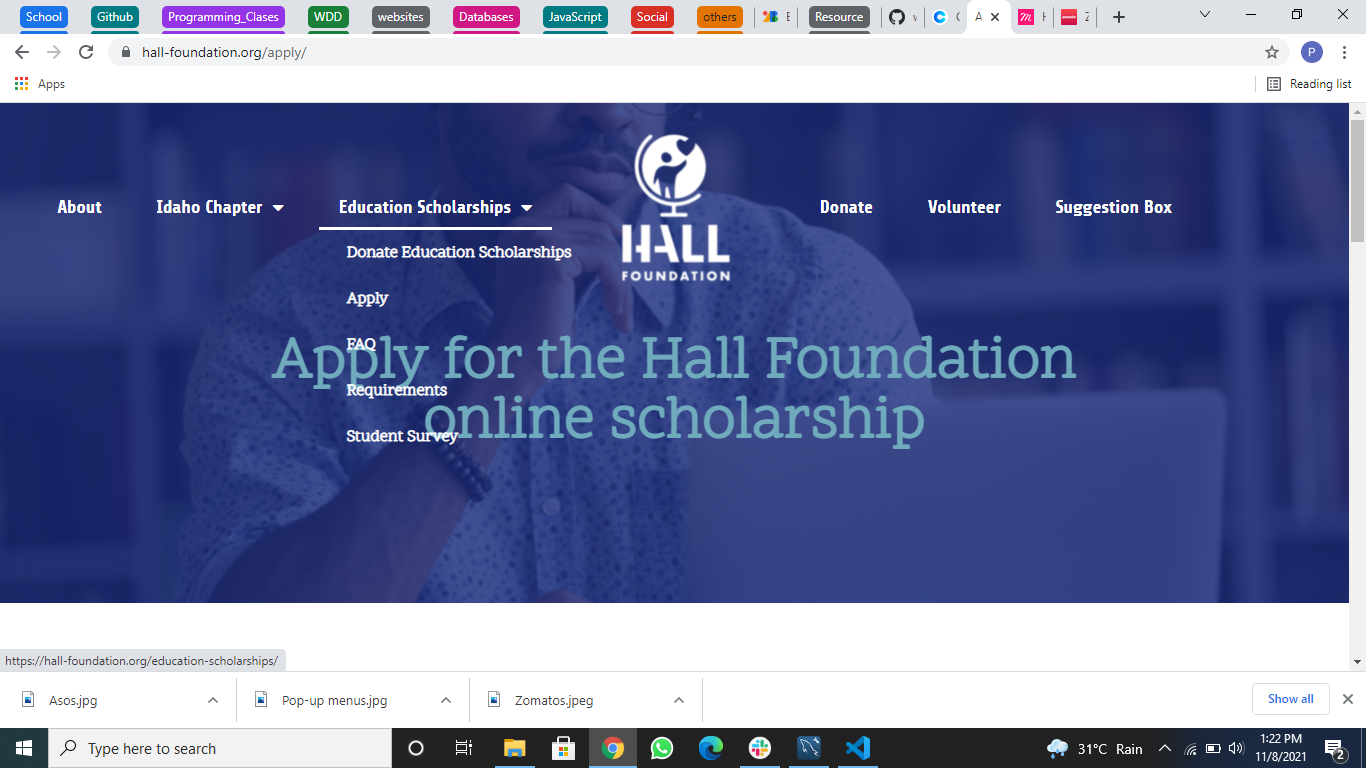 School
Github
Programming_Clases
WDD
websites
Databases
JavaScript
Social
others
Resource
hall-foundation.org/apply/
P
Apps
Reading list
About
Idaho Chapter
Education Scholarships
HALL
FOUNDATION
Donate
Volunteer
Suggestion Box
Donate Education Scholarships
Apply
FAQ
Requirements
Student Survey
Apply for the Hall Foundation
online scholarship
https://hall-foundation.org/education-scholarships/
Asos.jpg
Pop-up menus.jpg
Zomatos.jpeg
Show all
Type here to search
31°C Rain
1:22 PM
11/8/2021
2